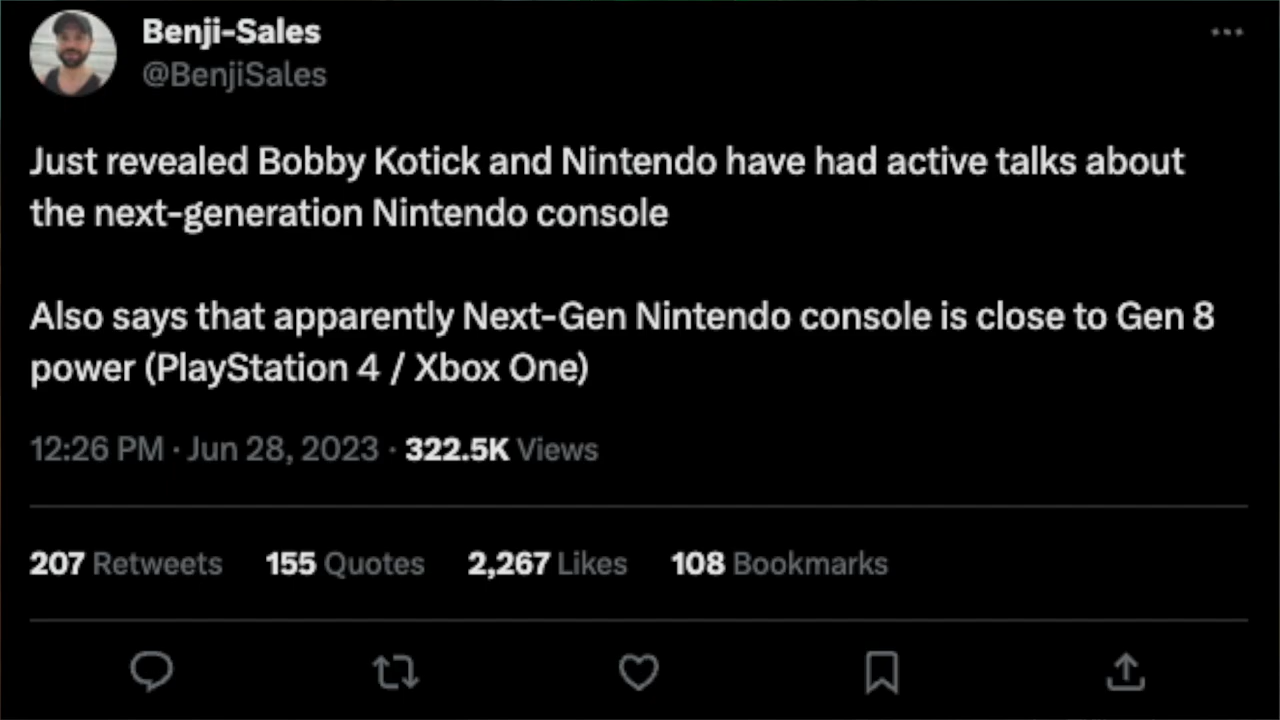 Benji-Sales
@BenjiSales
Just revealed Bobby Kotick and Nintendo have had active talks about
the next-generation Nintendo console
Also says that apparently Next-Gen Nintendo console is close to Gen 8
power (PlayStation 4 / Xbox One)
12:26 PM · Jun 28, 2023 · 322.5K Views
207 Retweets 155 Quotes 2,267 Likes 108 Bookmarks